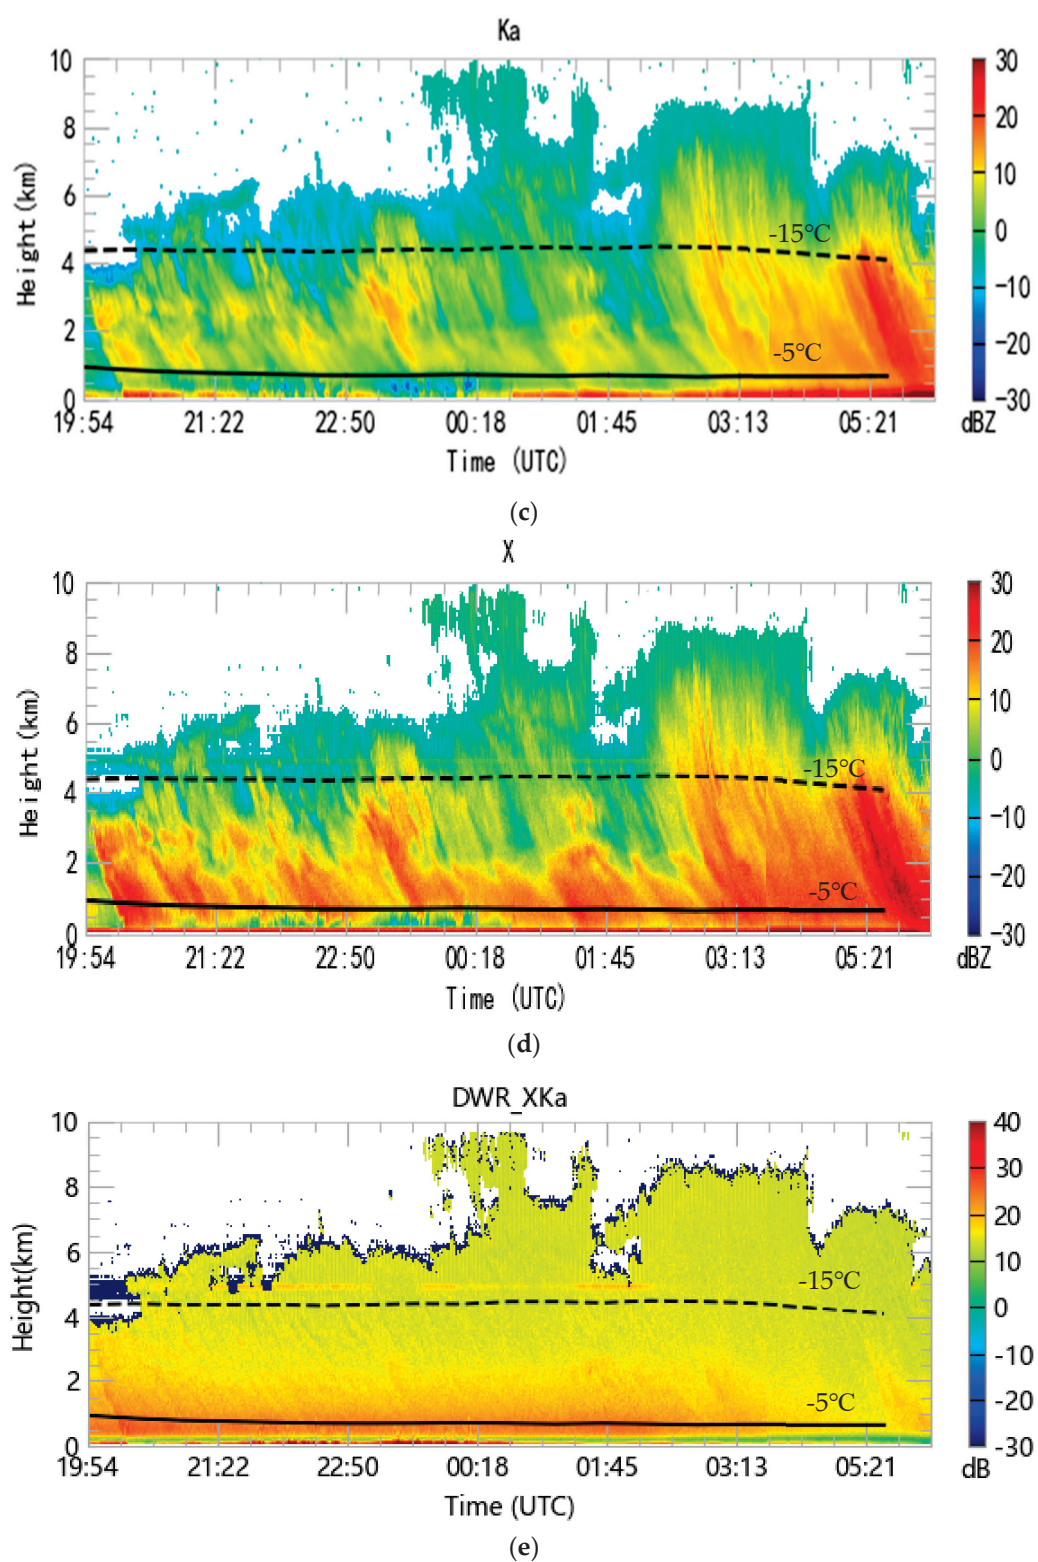 Ka
10 30
8 20
6 10
-15°C 0
4 -10
2 -5°C -20
0 -30
19:54 21:22 22:50 00:18 01:45 03:13 05:21 dBZ
Height(km)
Time (UTC)
(c)
X
10 30
8 20
6 10
-15°C 0
4 -10
2 -5°C -20
0 -30
19:54 21:22 22:50 00:18 01:45 03:13 05:21 dBZ
Height(km)
Time (UTC)
(d)
DWR_XKa
10 40
8 30
20
6 10
-15°C 0
4 -10
2 -5°C -20
0 -30
19:54 21:22 22:50 00:18 01:45 03:13 05:21 dB
Height(km)
Time (UTC)
(e)